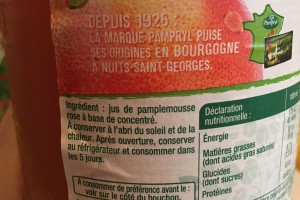 DEPUIS 1926 :
LA MARQUE PAMPRYL PUISE
SES ORIGINES EN BOURGOGNE
À NUITS-SAINT-GEORGES.
Pampryl
Ingrédient : jus de pamplemousse
rose à base de concentré.
À conserver à l'abri du soleil et de la
chaleur. Après ouverture, conserver
au réfrigérateur et consommer dans
les 5 jours.
À consommer de préférence avant le :
voir sur le côté du bouchon.
Déclaration
nutritionnelle :
Énergie
Matières grasses
(dont acides gras saturés)
Glucides
(dont sucres)
Protéines